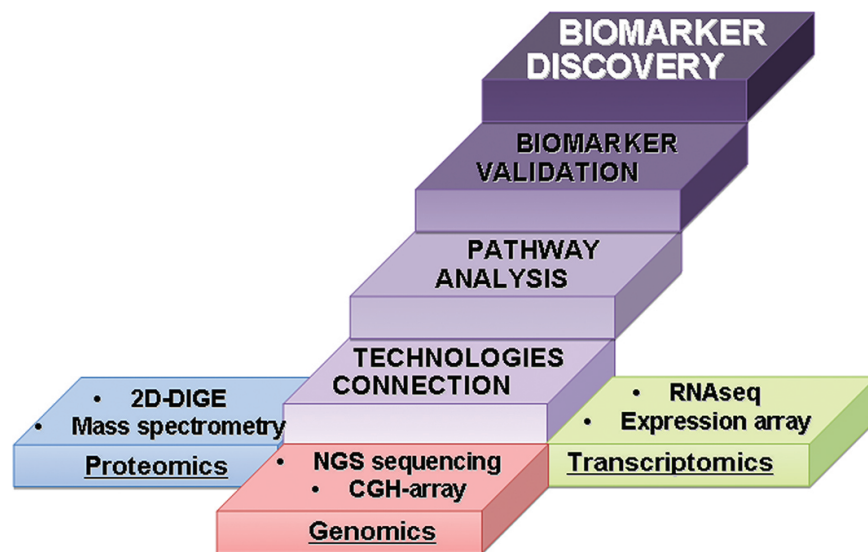 BIOMARKER
DISCOVERY
BIOMARKER
VALIDATION
PATHWAY
ANALYSIS
TECHNOLOGIES
CONNECTION
• 2D-DIGE
• Mass spectrometry
Proteomics
• NGS sequencing
• CGH-array
Genomics
• RNAseq
• Expression array
Transcriptomics